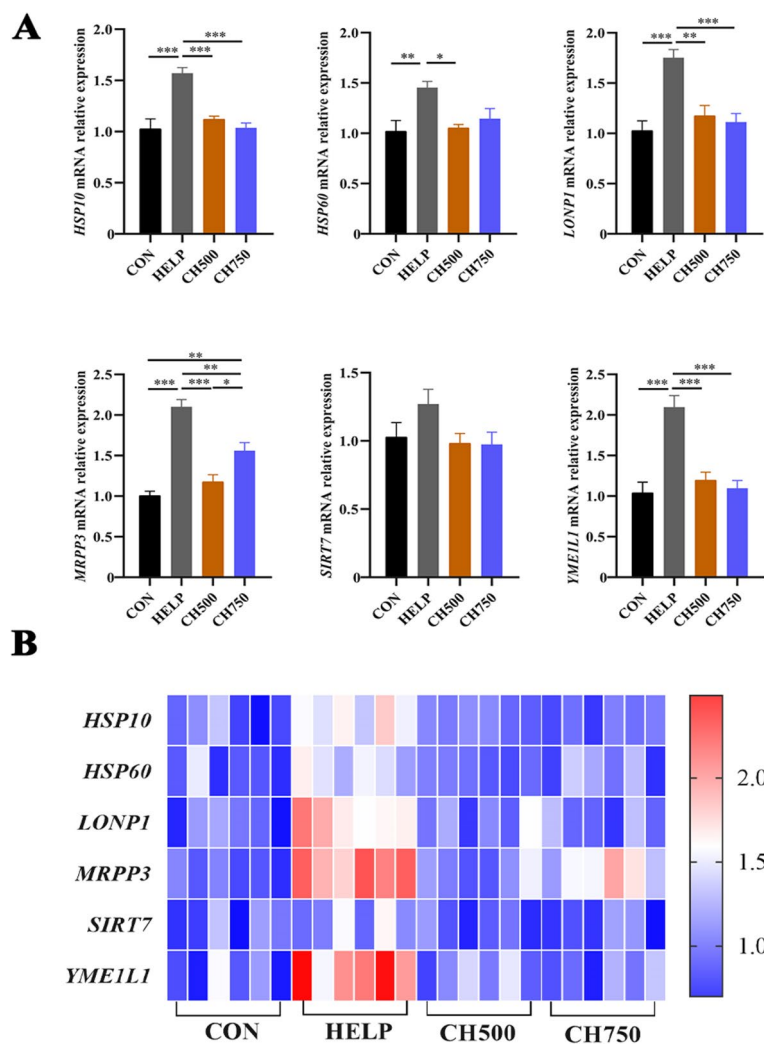 A
HSP10 mRNA relative expression
2.0
1.5
1.0
0.5
0
*** ***
***
CON HELP CH500 CH750
HSP60 mRNA relative expression
2.0
1.5
1.0
0.5
0
** *
CON HELP CH500 CH750
LONP1 mRNA relative expression
2.0
1.5
1.0
0.5
0
***
*** **
CON HELP CH500 CH750
MRPP3 mRNA relative expression
2.5
2.0
1.5
1.0
0.5
0
**
**
*** *** *
CON HELP CH500 CH750
SIRT7 mRNA relative expression
1.5
1.0
0.5
0
CON HELP CH500 CH750
YME1L1 mRNA relative expression
2.5
2.0
1.5
1.0
0.5
0
***
*** ***
CON HELP CH500 CH750
B
HSP10
HSP60
LONP1
MRPP3
SIRT7
YME1L1
2.0
1.5
1.0
CON HELP CH500 CH750